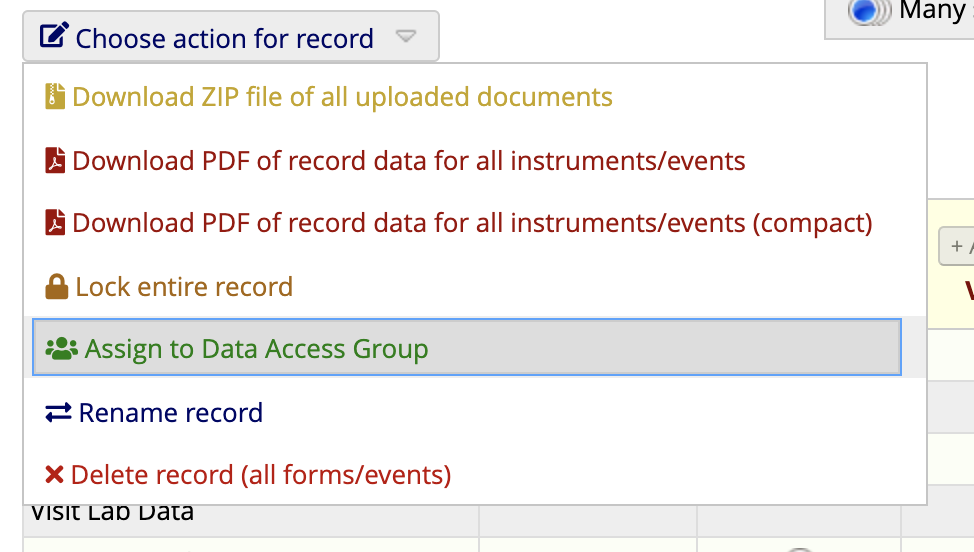 Many
Choose action for record
Download ZIP file of all uploaded documents
Download PDF of record data for all instruments/events
Download PDF of record data for all instruments/events (compact)
+
Lock entire record
Assign to Data Access Group
Rename record
Delete record (all forms/events)
Visit Lab Data